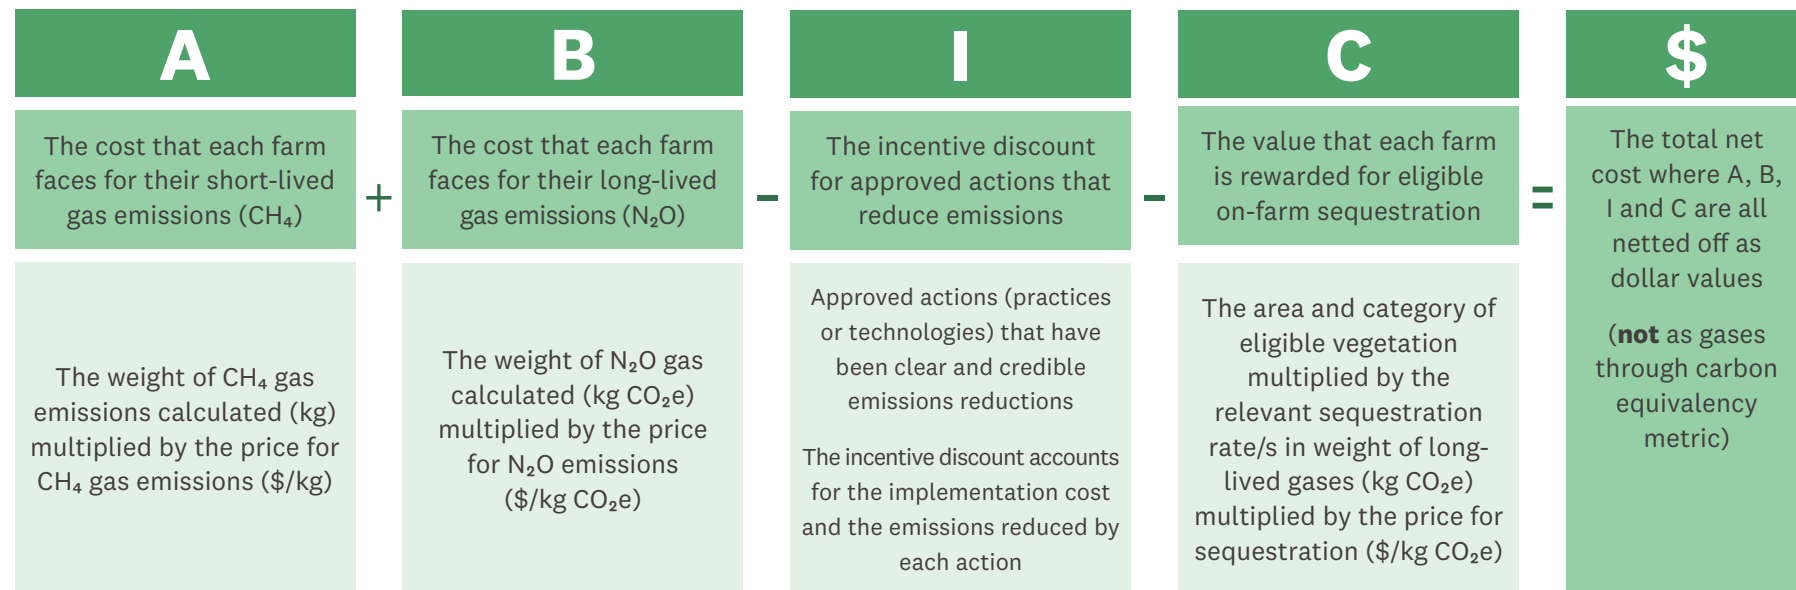 A
The cost that each farm
faces for their short-lived
gas emissions (CH₄)
The weight of CH₄ gas
emissions calculated (kg)
multiplied by the price for
CH₄ gas emissions ($/kg)
+
B
The cost that each farm
faces for their long-lived
gas emissions (N₂O)
The weight of N₂O gas
calculated (kg CO₂e)
multiplied by the price
for N₂O emissions
($/kg CO₂e)
–
I
The incentive discount
for approved actions that
reduce emissions
Approved actions (practices
or technologies) that have
been clear and credible
emissions reductions
The incentive discount accounts
for the implementation cost
and the emissions reduced by
each action
–
C
The value that each farm
is rewarded for eligible
on-farm sequestration
The area and category of
eligible vegetation
multiplied by the
relevant sequestration
rate/s in weight of long-
lived gases (kg CO₂e)
multiplied by the price for
sequestration ($/kg CO₂e)
=
$
The total net
cost where A, B,
I and C are all
netted off as
dollar values
(not as gases
through carbon
equivalency
metric)